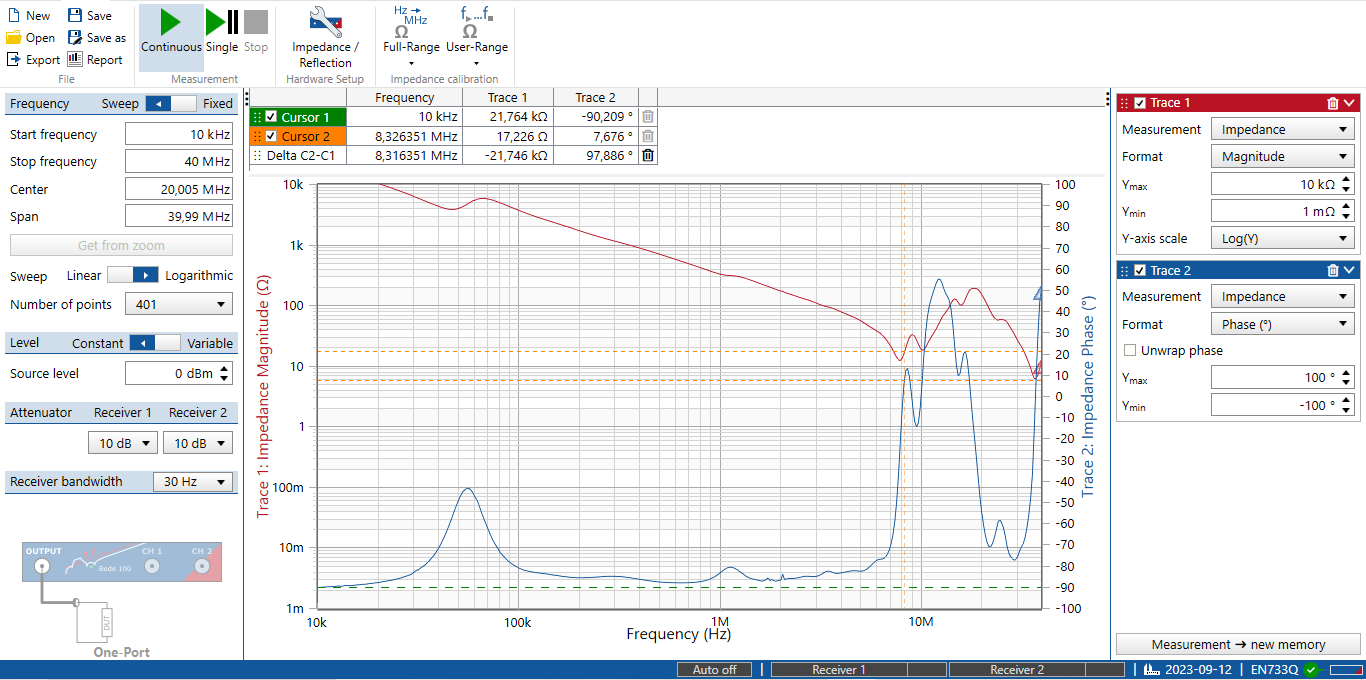 New Save
Open Save as
Export Report
File
Continuous Single Stop
Measurement
Impedance /
Reflection
Hardware Setup
Hz
MHz
Ω
Full-Range
f...f
Ω
User-Range
Impedance calibration
Frequency Sweep Fixed
Start frequency 10 kHz
Stop frequency 40 MHz
Center 20,005 MHz
Span 39,99 MHz
Get from zoom
Sweep Linear Logarithmic
Number of points 401
Level Constant Variable
Source level 0 dBm
Attenuator Receiver 1 Receiver 2
10 dB 10 dB
Receiver bandwidth 30 Hz
OUTPUT CH 1 CH 2
Bode 100
DUT
One-Port
Frequency Trace 1 Trace 2
Cursor 1 10 kHz 21,764 kΩ -90,209 °
Cursor 2 8,326351 MHz 17,226 Ω 7,676 °
Delta C2-C1 8,316351 MHz -21,746 kΩ 97,886 °
Trace 1: Impedance Magnitude (Ω)
10k
1k
100
10
1
100m
10m
1m
10k 100k 1M 10M
Frequency (Hz)
100
90
80
70
60
50
40
30
20
10
0
-10
-20
-30
-40
-50
-60
-70
-80
-90
-100
Trace 2: Impedance Phase (°)
Trace 1
Measurement Impedance
Format Magnitude
Ymax 10 kΩ
Ymin 1 mΩ
Y-axis scale Log(Y)
Trace 2
Measurement Impedance
Format Phase (°)
Unwrap phase
Ymax 100 °
Ymin -100 °
Measurement → new memory
Auto off | Receiver 1 Receiver 2 | 2023-09-12 | EN733Q